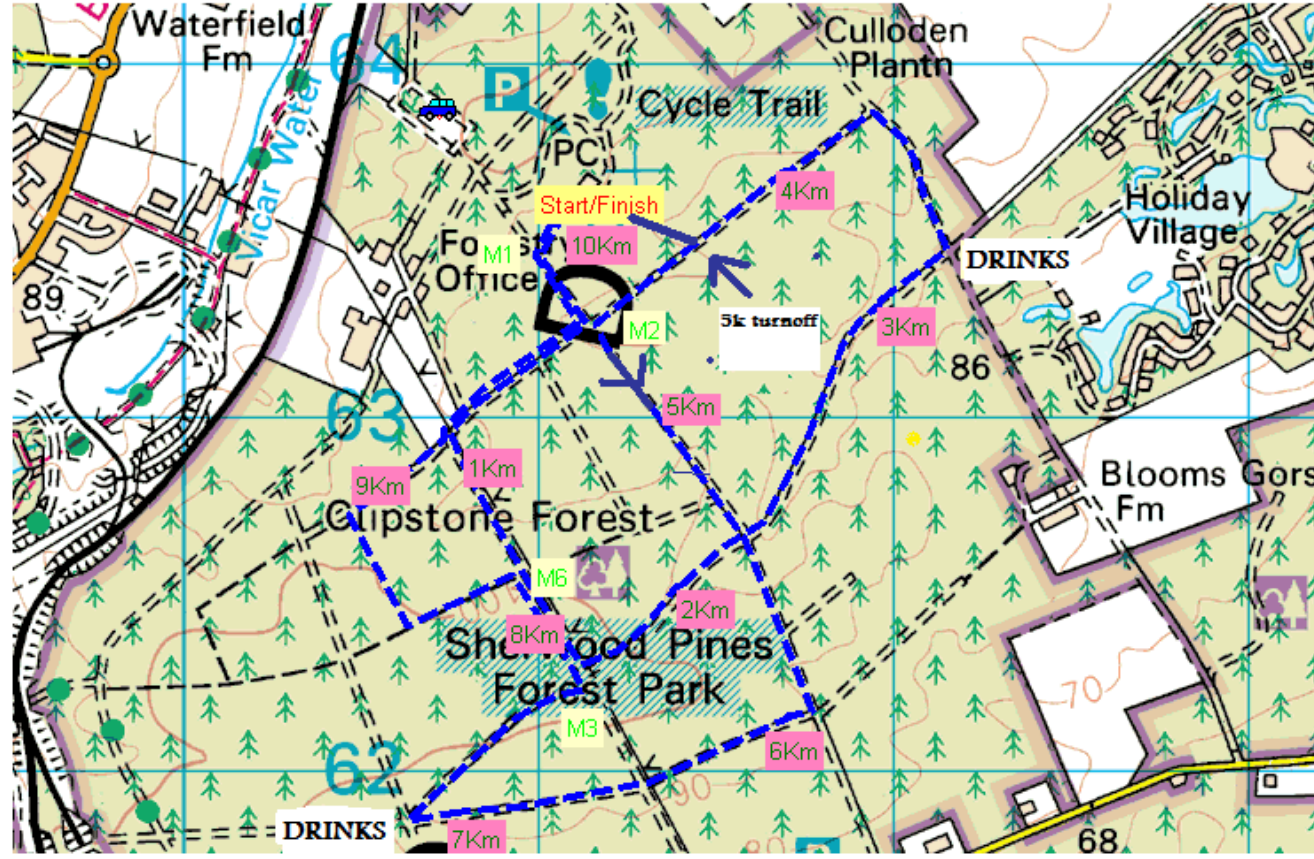 Waterfield
Fm
64
P
Culloden
Plantn
Cycle Trail
PC
Vicar Water
4Km
Holiday
Village
Start/Finish
10Km
M1
Office
DRINKS
89
5k turnoff
M2
3Km
86
63
5Km
1Km
9Km
Clipstone Forest
Blooms Gors
Fm
M6
2Km
8Km
Sherwood Pines
Forest Park
70
M3
6Km
62
90
DRINKS
7Km
68